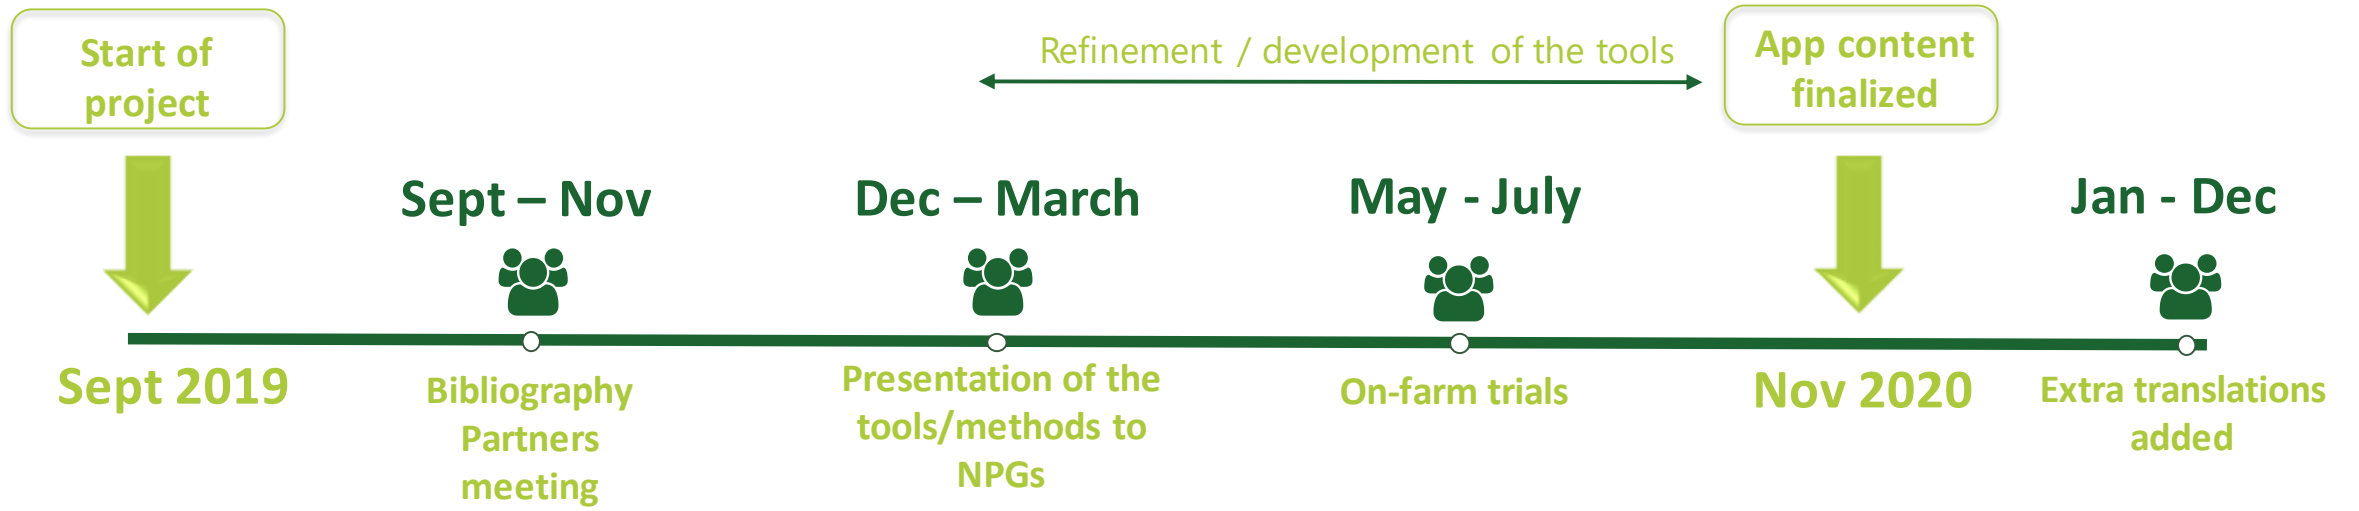 Start of
project
Refinement / development of the tools
App content
finalized
Sept – Nov
Dec – March
May - July
Jan - Dec
Sept 2019
Bibliography
Partners
meeting
Presentation of the
tools/methods to
NPGs
On-farm trials
Nov 2020
Extra translations
added